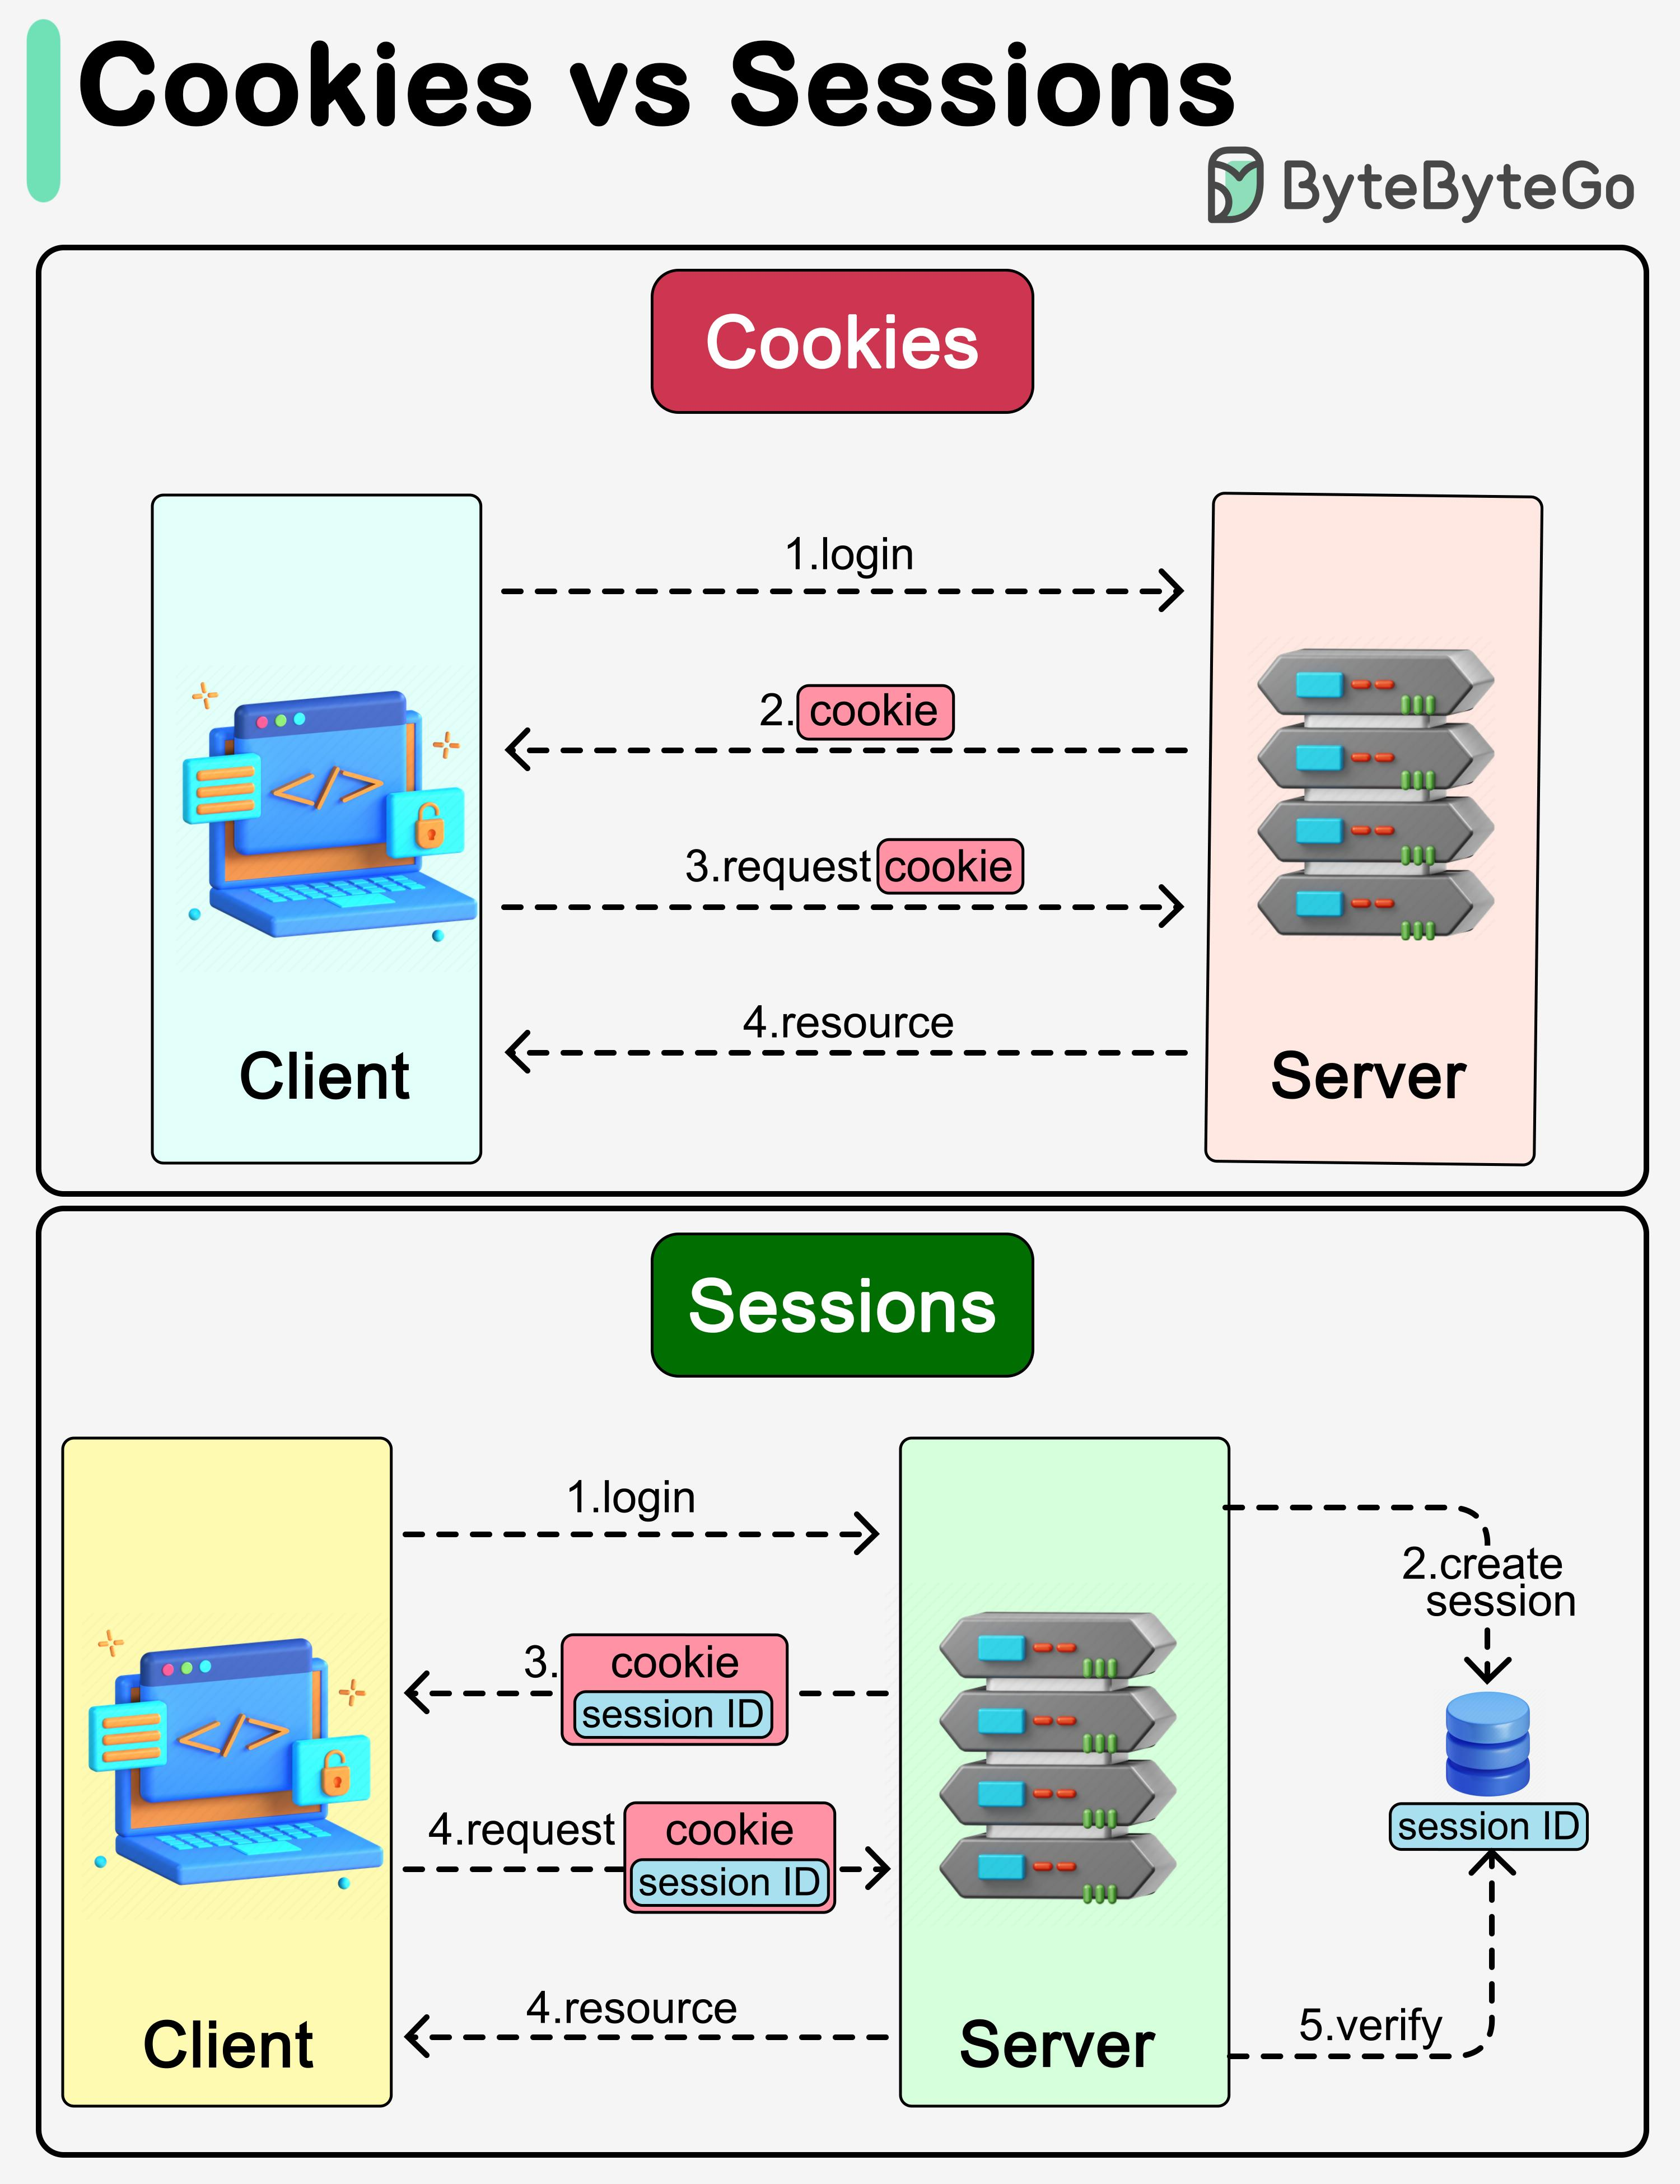 Cookies vs Sessions
ByteByteGo
Cookies
1.login
2. cookie
3.request cookie
4.resource
Client
Server
Sessions
1.login
2.create
session
3. cookie
session ID
4.request cookie
session ID
session ID
4.resource
5.verify
Client
Server